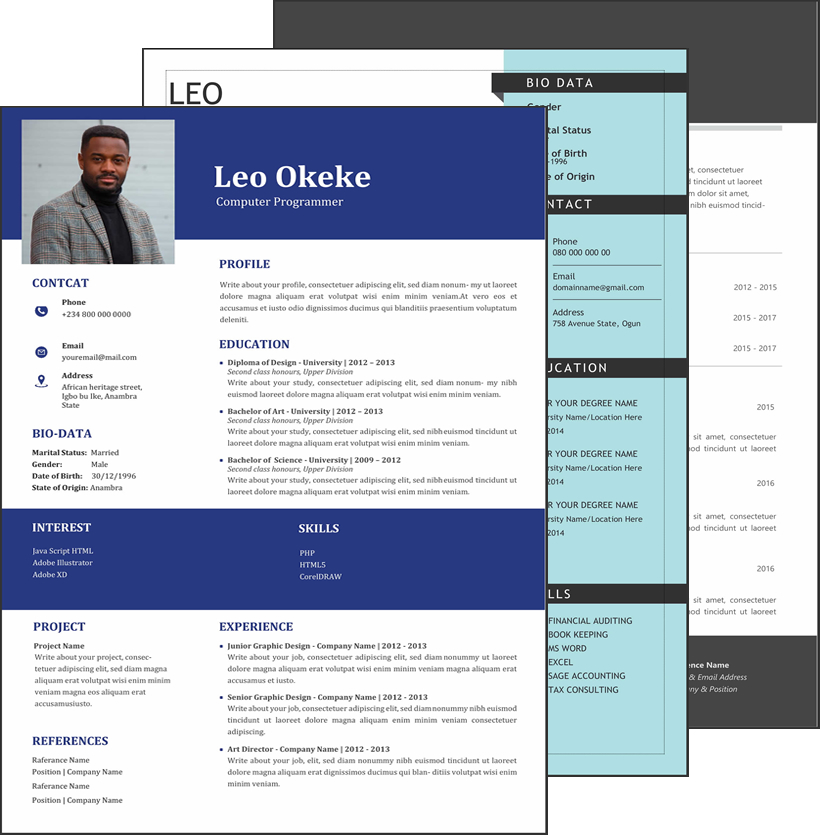 Leo Okeke
Computer Programmer
CONTCAT
Phone
+234 800 000 0000
Email
youremail@mail.com
Address
African heritage street,
Igbo bu Ike, Anambra
State
BIO-DATA
Marital Status: Married
Gender: Male
Date of Birth: 30/12/1996
State of Origin: Anambra
PROFILE
Write about your profile, consectetuer adipiscing elit, sed diam nonum- my ut laoreet
dolore magna aliquam erat volutpat wisi enim minim veniam.At vero eos et
accusamus et iusto odio dignissimos ducimus qui blanditiis praesentium voluptatum
deleniti.
EDUCATION
• Diploma of Design - University | 2012 – 2013
Second class honours, Upper Division
Write about your study, consectetuer adipiscing elit, sed diam nonum- my nibh
euismod tincidunt ut laoreet dolore magna aliquam erat volutpat wisi enim veniam.
• Bachelor of Art - University | 2012 – 2013
Second class honours, Upper Division
Write about your study, consectetuer adipiscing elit, sed nibh euismod tincidunt ut
laoreet dolore magna aliquam erat volutpat wisi enim minim veniam.
• Bachelor of Science - University | 2009 – 2012
Second class honours, Upper Division
Write about your study, consectetuer adipiscing elit, sed nibh euismod tincidunt ut
laoreet dolore magna aliquam erat volutpat wisi enim minim veniam.
INTEREST
Java Script HTML
Adobe Illustrator
Adobe XD
SKILLS
PHP
HTML5
CorelDRAW
PROJECT
Project Name
Write about your project, consec-
tetuer adipiscing elit, sed diam magna
aliquam erat volutpat wisi enim minim
veniam magna eos aliquam erat
accusamusiusto.
REFERENCES
Raferance Name
Position | Company Name
Raferance Name
Position | Company Name
EXPERIENCE
• Junior Graphic Design - Company Name | 2012 - 2013
Write about your job, consectetuer adipiscing elit, sed diam nonummy ut laoreet
dolore magna aliquam erat volutpat wisi enim minim veniam magna aliquam erat
accusamus et iusto.
• Senior Graphic Design - Company Name | 2012 - 2013
Write about your job, consectetuer adipiscing elit, sed diam nonummy nibh euismod
tincidunt ut laoreet dolore magna aliquam enim minim veniam consectetuer
adipiscing.
• Art Director - Company Name | 2012 - 2013
Write about your job, elit, sed diam nonummy nibh euismod tincidunt ut laoreet dolore
magna aliquam erat dignissimos ducimus qui blan- ditiis volutpat wisi enim
minim.
LEO
BIO DATA
Gender
tal Status
of Birth
-1996
e of Origin
NTACT
Phone
080 000 000 00
Email
domainname@gmail.com
Address
758 Avenue State, Ogun
UCATION
R YOUR DEGREE NAME
rsity Name/Location Here
2014
R YOUR DEGREE NAME
rsity Name/Location Here
2014
R YOUR DEGREE NAME
rsity Name/Location Here
2014
LLS
FINANCIAL AUDITING
BOOK KEEPING
MS WORD
EXCEL
SAGE ACCOUNTING
TAX CONSULTING
et, consectetuer
d tincidunt ut laoreet
m dolor sit amet,
nibh euismod tincid-
2012 - 2015
2015 - 2017
2015 - 2017
2015
sit amet, consectetuer
mod tincidunt ut laoreet
2016
sit amet, consectetuer
mod tincidunt ut laoreet
2016
sit amet, consectetuer
mod tincidunt ut laoreet
ence Name
& Email Address
ny & Position